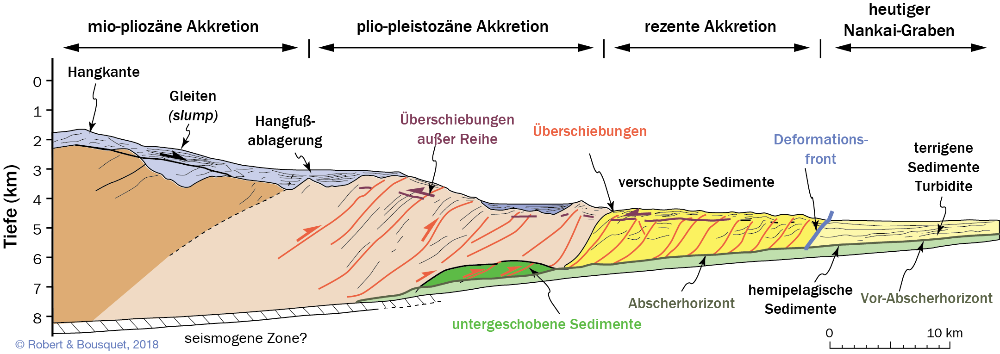 heutiger
mio-pliozäne Akkretion
plio-pleistozäne Akkretion
rezente Akkretion
Nankai-Graben
Hangkante
Gleiten
(slump)
Hangfuß-
ablagerung
Überschiebungen
außer Reihe
Überschiebungen
verschuppte Sedimente
Deformations-
front
terrigene
Sedimente
Turbidite
Tiefe (km)
0
1
2
3
4
5
6
7
8
Abscherhorizont
hemipelagische
Sedimente
Vor-Abscherhorizont
untergeschobene Sedimente
seismogene Zone?
0
10 km
© Robert & Bousquet, 2018